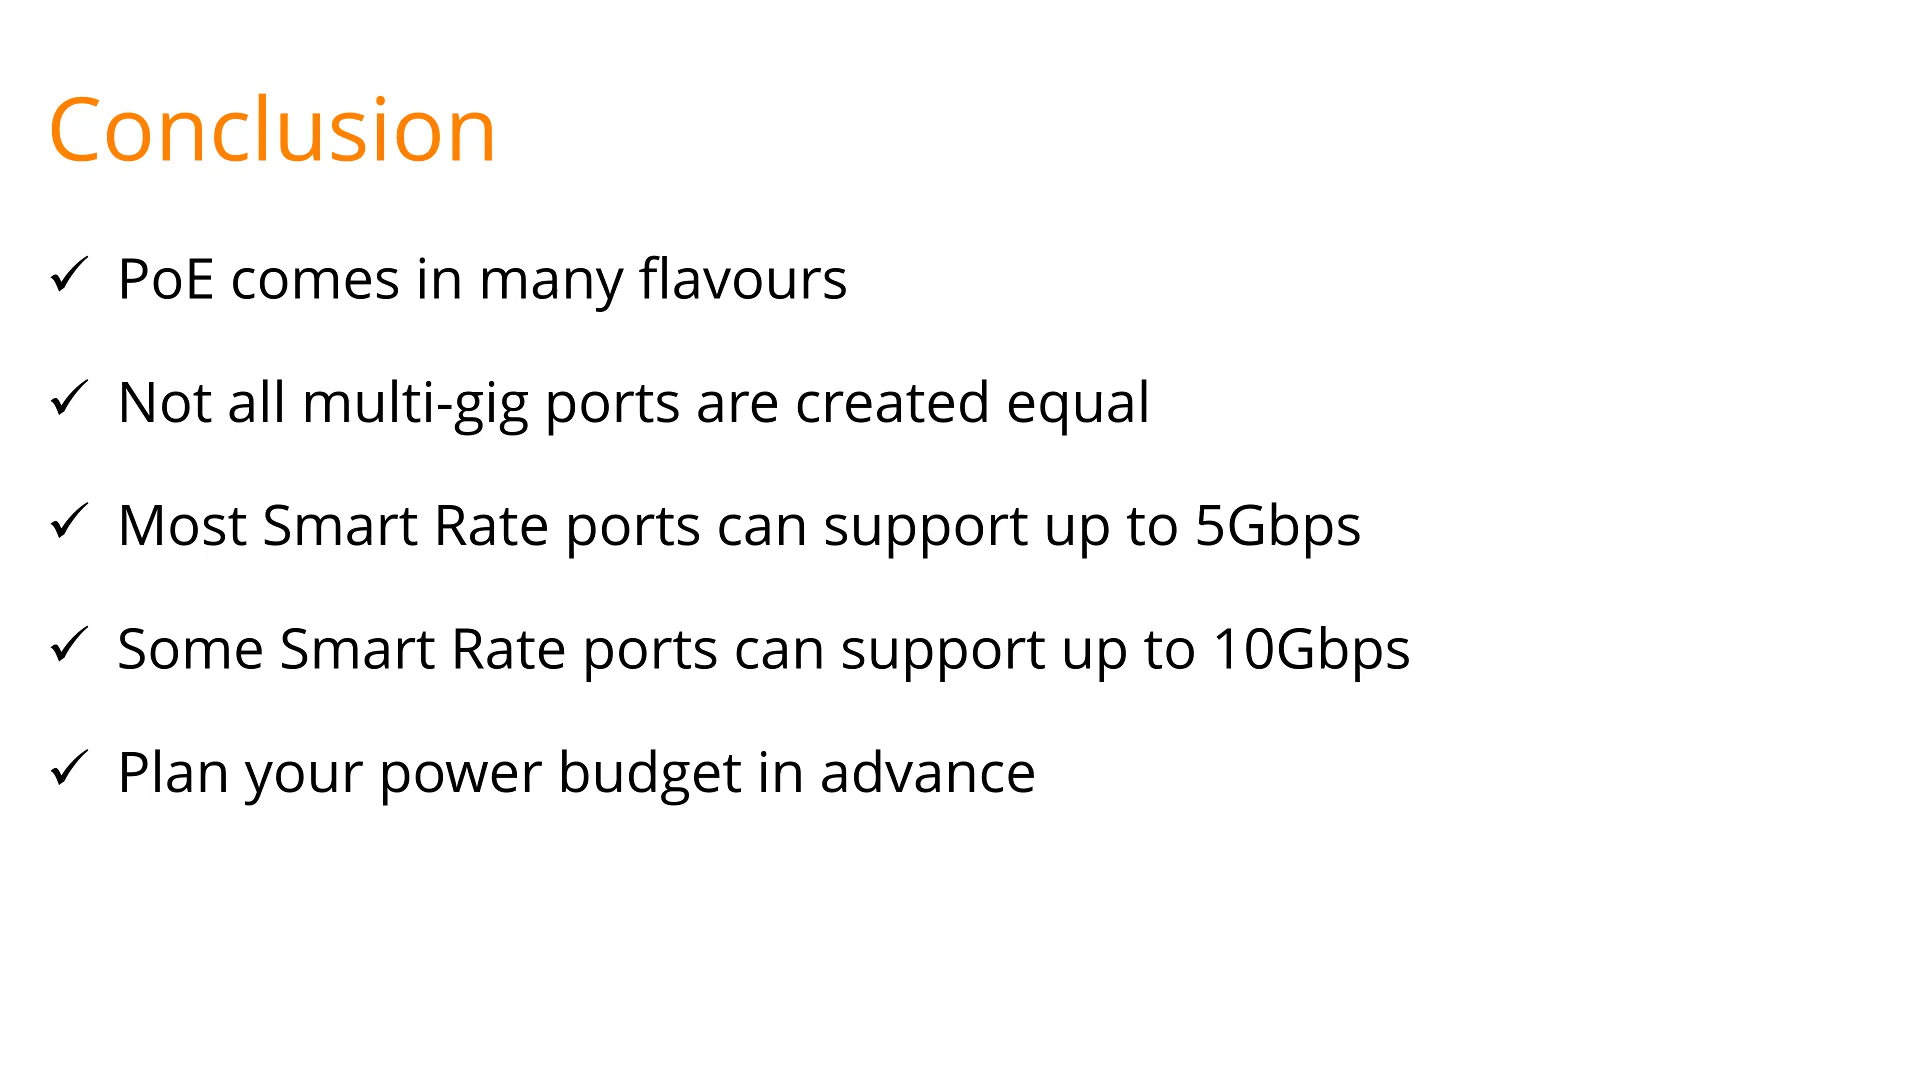 Conclusion
✓ PoE comes in many flavours
✓ Not all multi-gig ports are created equal
✓ Most Smart Rate ports can support up to 5Gbps
✓ Some Smart Rate ports can support up to 10Gbps
✓ Plan your power budget in advance